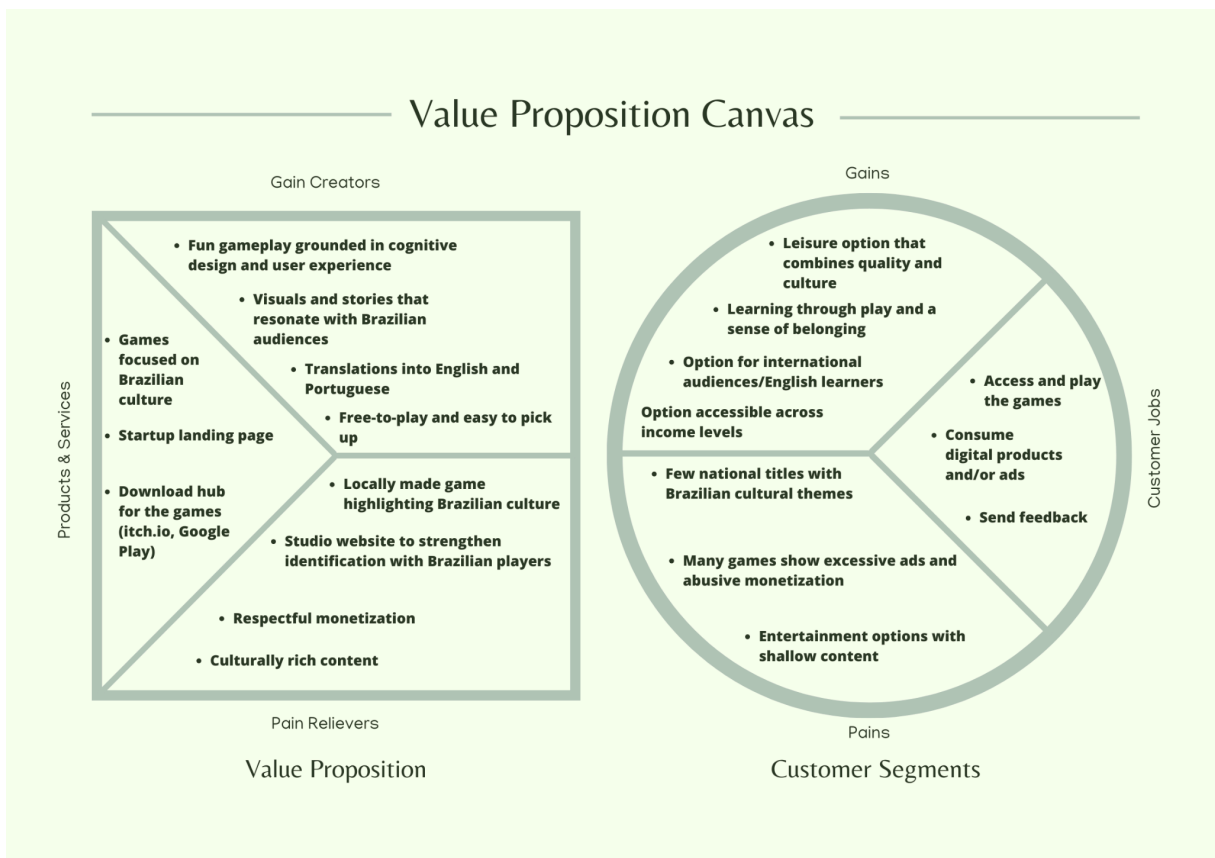 Value Proposition Canvas
Gain Creators
• Fun gameplay grounded in cognitive
design and user experience
• Visuals and stories that
resonate with Brazilian
audiences
• Translations into English and
Portuguese
• Free-to-play and easy to pick
up
Products & Services
• Games
focused on
Brazilian
culture
• Startup landing page
• Download hub
for the games
(itch.io, Google
Play)
• Locally made game
highlighting Brazilian culture
• Studio website to strengthen
identification with Brazilian players
• Respectful monetization
• Culturally rich content
Pain Relievers
Value Proposition
Gains
• Leisure option that
combines quality and
culture
• Learning through play and a
sense of belonging
• Option for international
audiences/English learners
Option accessible across
income levels
• Access and play
the games
• Consume
digital products
and/or ads
• Send feedback
Customer Jobs
• Few national titles with
Brazilian cultural themes
• Many games show excessive ads and
abusive monetization
• Entertainment options with
shallow content
Pains
Customer Segments